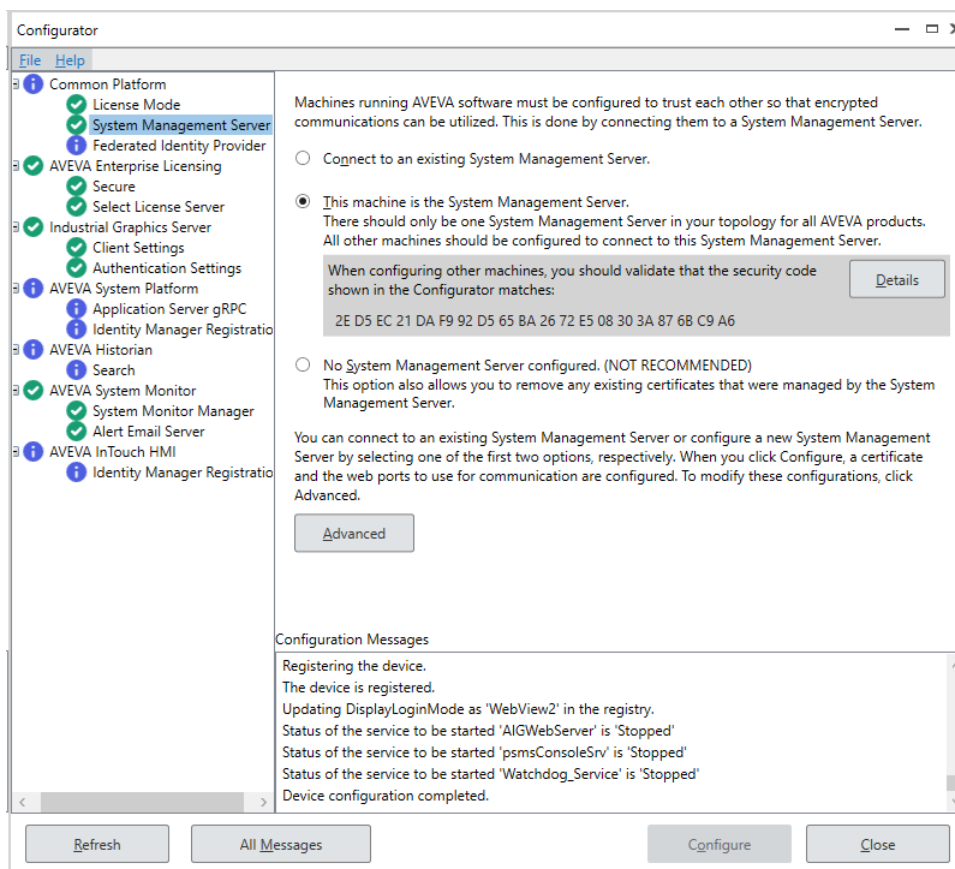 Configurator
File Help
Common Platform
License Mode
System Management Server
Federated Identity Provider
AVEVA Enterprise Licensing
Secure
Select License Server
Industrial Graphics Server
Client Settings
Authentication Settings
AVEVA System Platform
Application Server gRPC
Identity Manager Registratio
AVEVA Historian
Search
AVEVA System Monitor
System Monitor Manager
Alert Email Server
AVEVA InTouch HMI
Identity Manager Registratio
Machines running AVEVA software must be configured to trust each other so that encrypted
communications can be utilized. This is done by connecting them to a System Management Server.
Connect to an existing System Management Server.
This machine is the System Management Server.
There should only be one System Management Server in your topology for all AVEVA products.
All other machines should be configured to connect to this System Management Server.
When configuring other machines, you should validate that the security code
shown in the Configurator matches:
Details
2E D5 EC 21 DA F9 92 D5 65 BA 26 72 E5 08 30 3A 87 6B C9 A6
No System Management Server configured. (NOT RECOMMENDED)
This option also allows you to remove any existing certificates that were managed by the System
Management Server.
You can connect to an existing System Management Server or configure a new System Management
Server by selecting one of the first two options, respectively. When you click Configure, a certificate
and the web ports to use for communication are configured. To modify these configurations, click
Advanced.
Advanced
Configuration Messages
Registering the device.
The device is registered.
Updating DisplayLoginMode as 'WebView2' in the registry.
Status of the service to be started 'AIGWebServer' is 'Stopped'
Status of the service to be started 'psmsConsoleSrv' is 'Stopped'
Status of the service to be started 'Watchdog_Service' is 'Stopped'
Device configuration completed.
Refresh
All Messages
Configure
Close